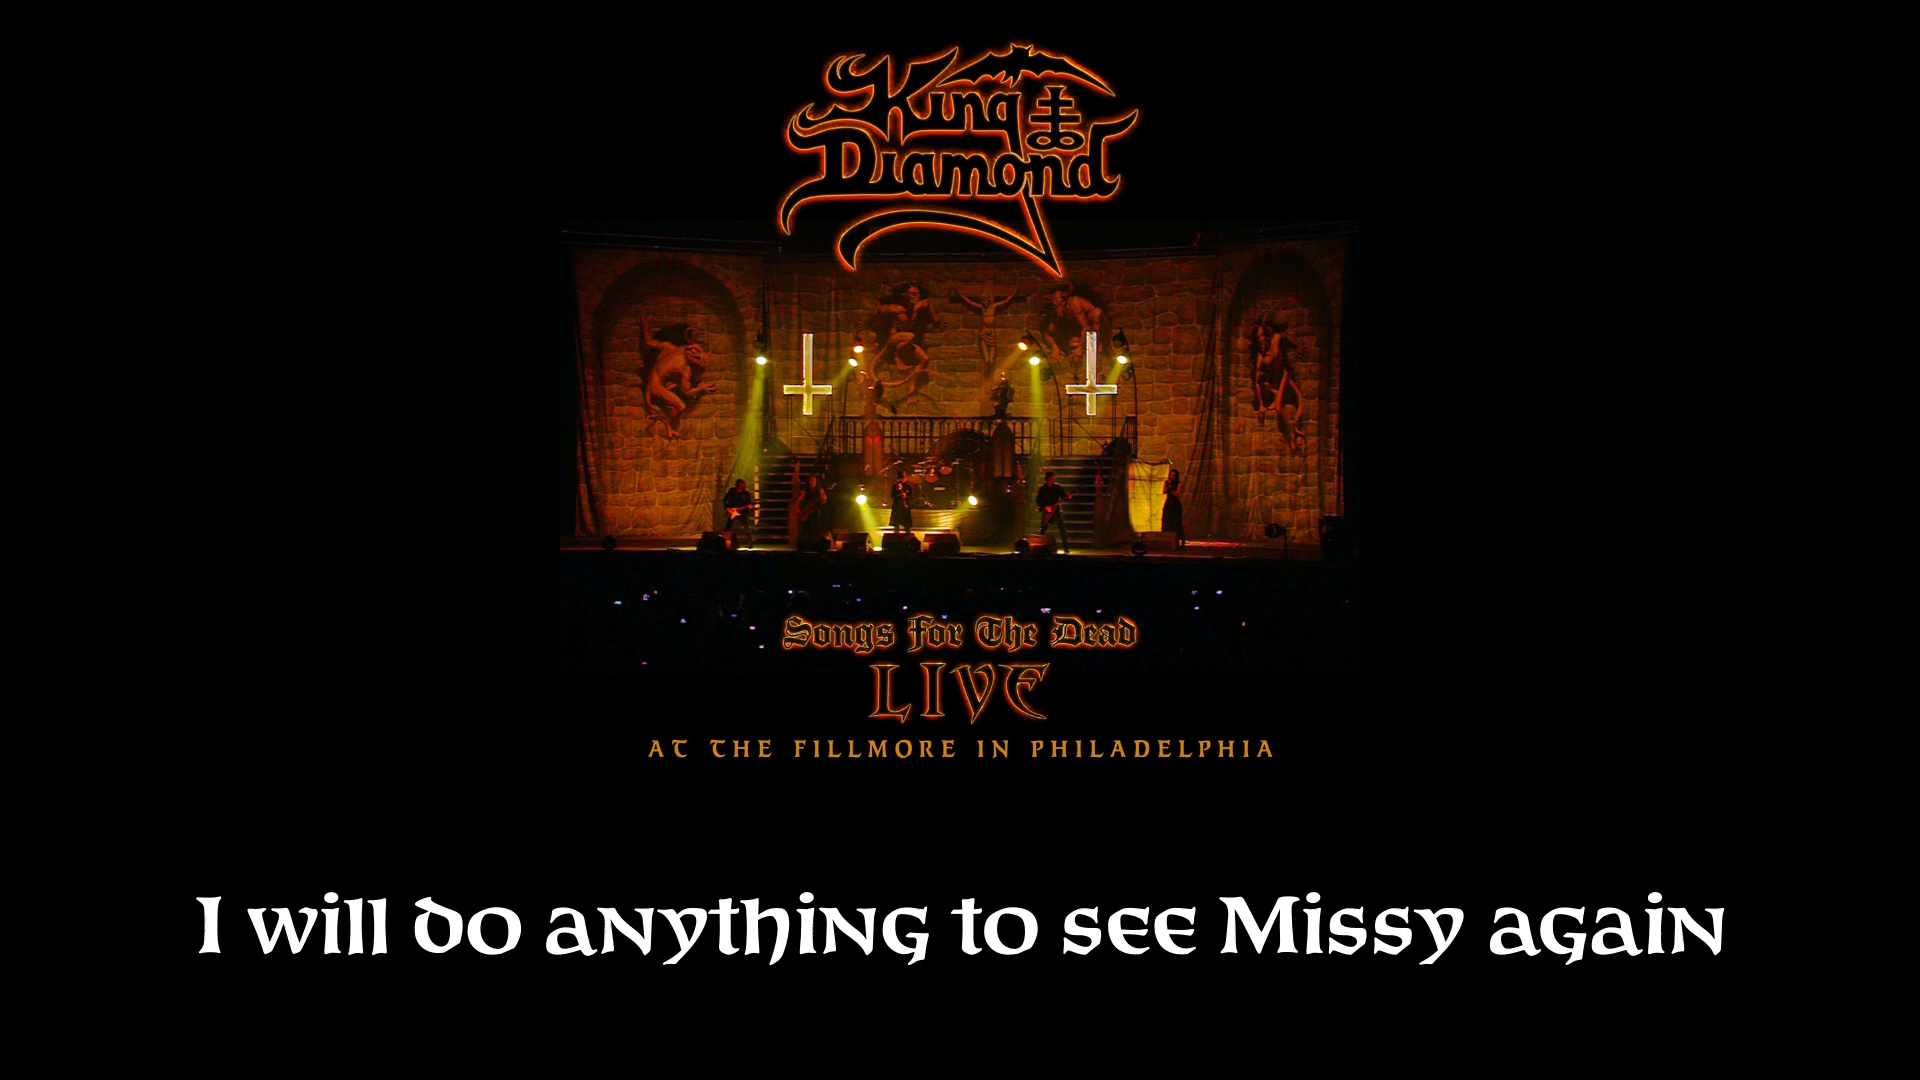 King
Diamond
Songs For The Dead
LIVE
AT THE FILLMORE IN PHILADELPHIA
I will do anything to see Missy again